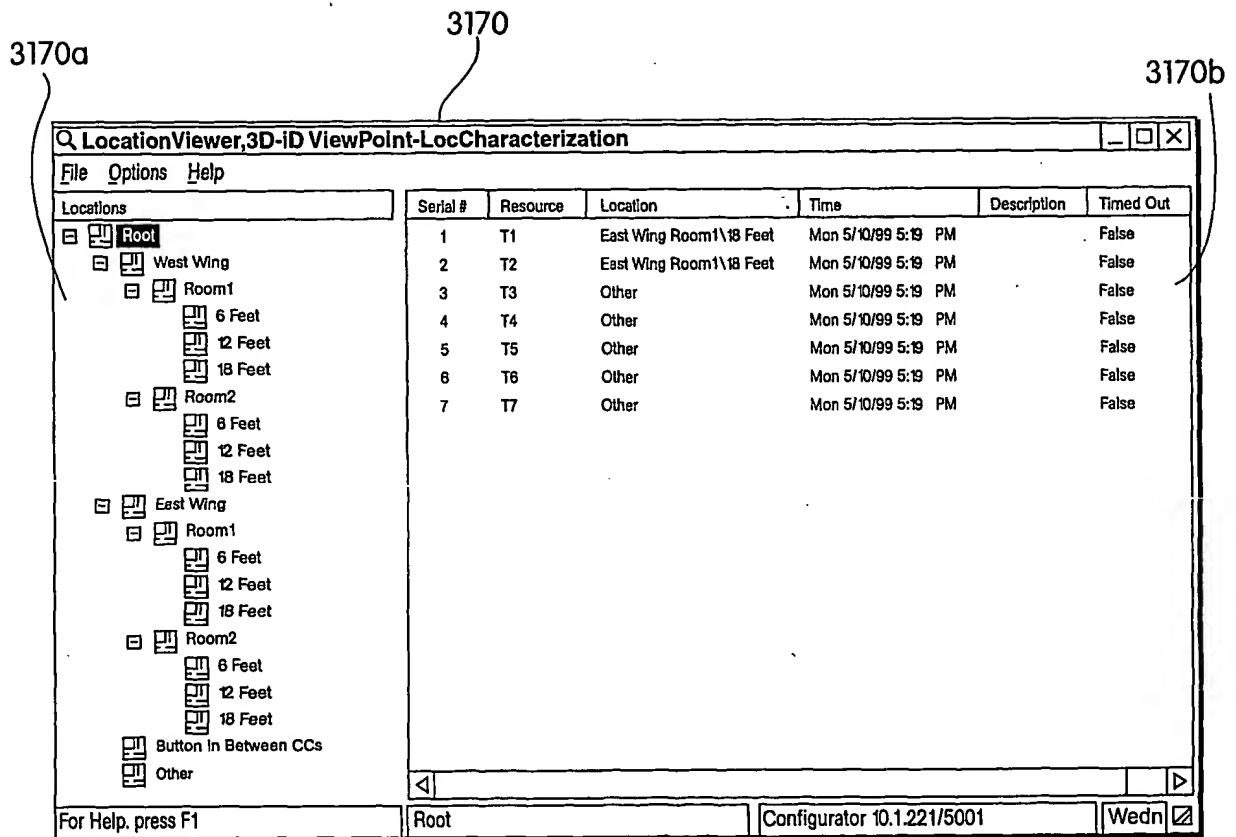 3170
3170a
3170b
LocationViewer,3D-iD ViewPoint-LocCharacterization
File Options Help
Locations
Root
West Wing
Room1
6 Feet
12 Feet
18 Feet
Room2
6 Feet
12 Feet
18 Feet
East Wing
Room1
6 Feet
12 Feet
18 Feet
Room2
6 Feet
12 Feet
18 Feet
Button In Between CCs
Other
Serial # Resource Location Time Description Timed Out
1 T1 East Wing Room1\18 Feet Mon 5/10/99 5:19 PM False
2 T2 East Wing Room1\18 Feet Mon 5/10/99 5:19 PM False
3 T3 Other Mon 5/10/99 5:19 PM False
4 T4 Other Mon 5/10/99 5:19 PM False
5 T5 Other Mon 5/10/99 5:19 PM False
6 T6 Other Mon 5/10/99 5:19 PM False
7 T7 Other Mon 5/10/99 5:19 PM False
For Help. press F1 Root Configurator 10.1.221/5001 Wedn